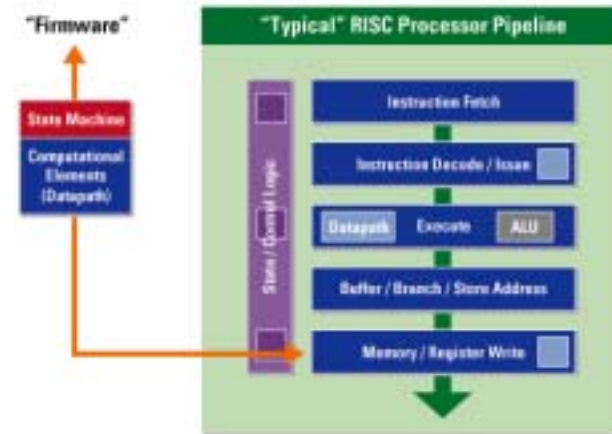 "Firmware"
"Typical" RISC Processor Pipeline
State Machine
Computational
Elements
(Datapath)
State / Control Logic
Instruction Fetch
Instruction Decode / Issue
Datapath Execute ALU
Buffer / Branch / Store Address
Memory / Register Write